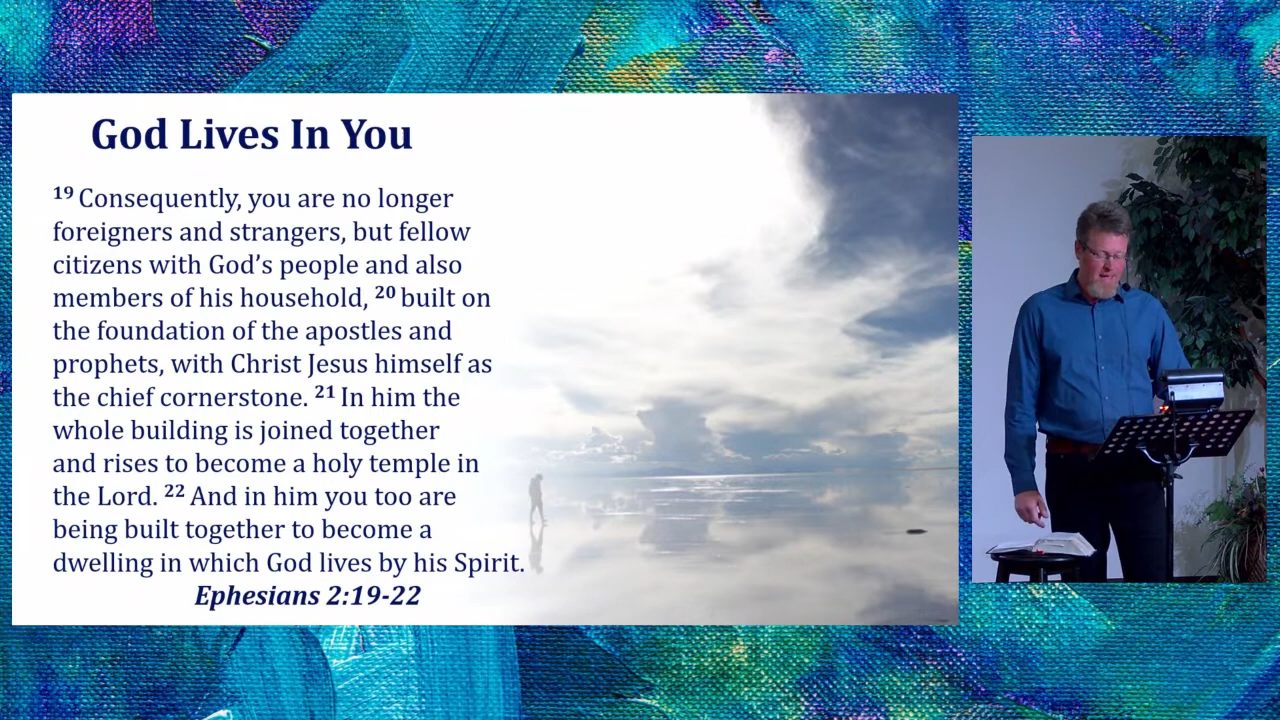 God Lives In You
19 Consequently, you are no longer
foreigners and strangers, but fellow
citizens with God’s people and also
members of his household, 20 built on
the foundation of the apostles and
prophets, with Christ Jesus himself as
the chief cornerstone. 21 In him the
whole building is joined together
and rises to become a holy temple in
the Lord. 22 And in him you too are
being built together to become a
dwelling in which God lives by his Spirit.
Ephesians 2:19-22